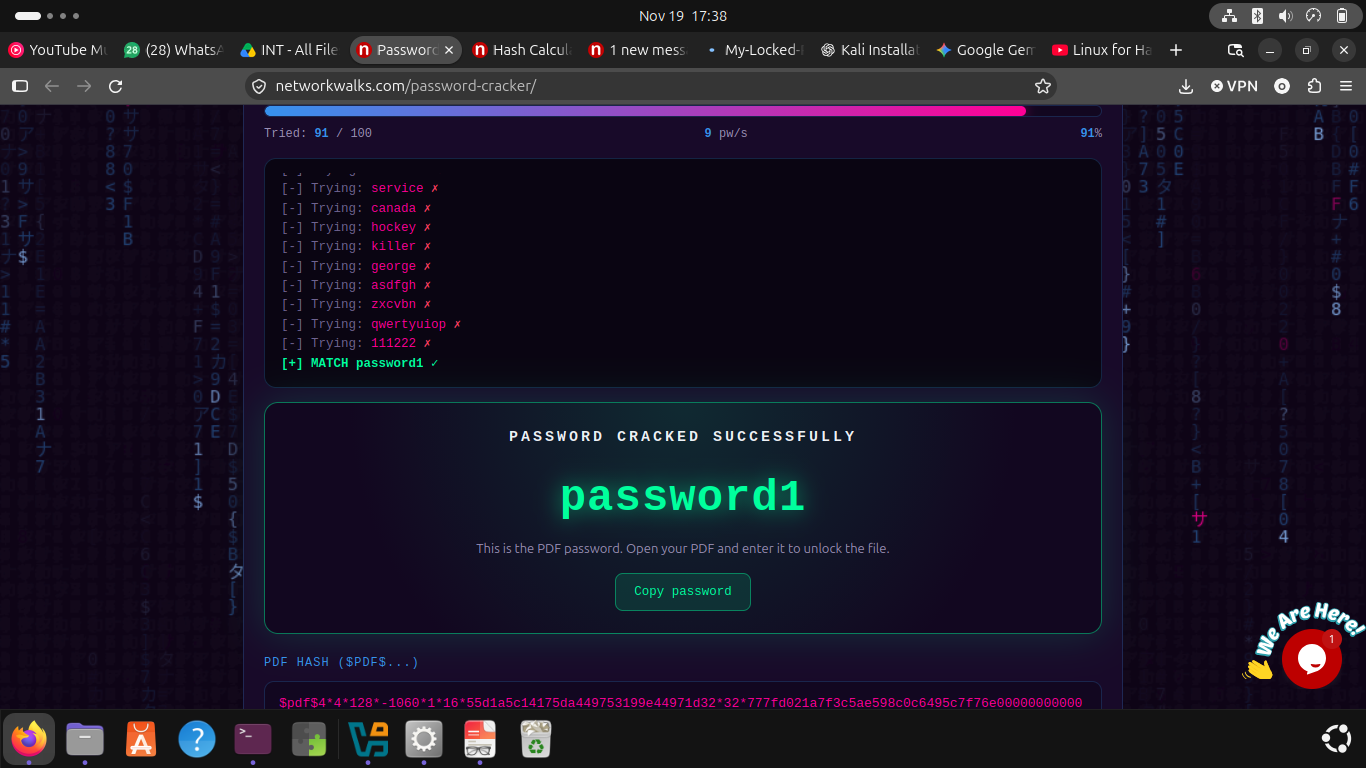 Nov 19 17:38
YouTube Mu
28 (28) WhatsA
INT - All File
n Password
n Hash Calcul
n 1 new mess
My-Locked-
Kali Installat
Google Gem
Linux for Ha
networkwalks.com/password-cracker/
VPN
Tried: 91 / 100
9 pw/s
91%
[-] Trying: service ✗
[-] Trying: canada ✗
[-] Trying: hockey ✗
[-] Trying: killer ✗
[-] Trying: george ✗
[-] Trying: asdfgh ✗
[-] Trying: zxcvbn ✗
[-] Trying: qwertyuiop ✗
[-] Trying: 111222 ✗
[+] MATCH password1 ✓
PASSWORD CRACKED SUCCESSFULLY
password1
This is the PDF password. Open your PDF and enter it to unlock the file.
Copy password
We Are Here!
1
PDF HASH ($PDF$...)
$pdf$4*4*128*-1060*1*16*55d1a5c14175da449753199e44971d32*32*777fd021a7f3c5ae598c0c6495c7f76e00000000000